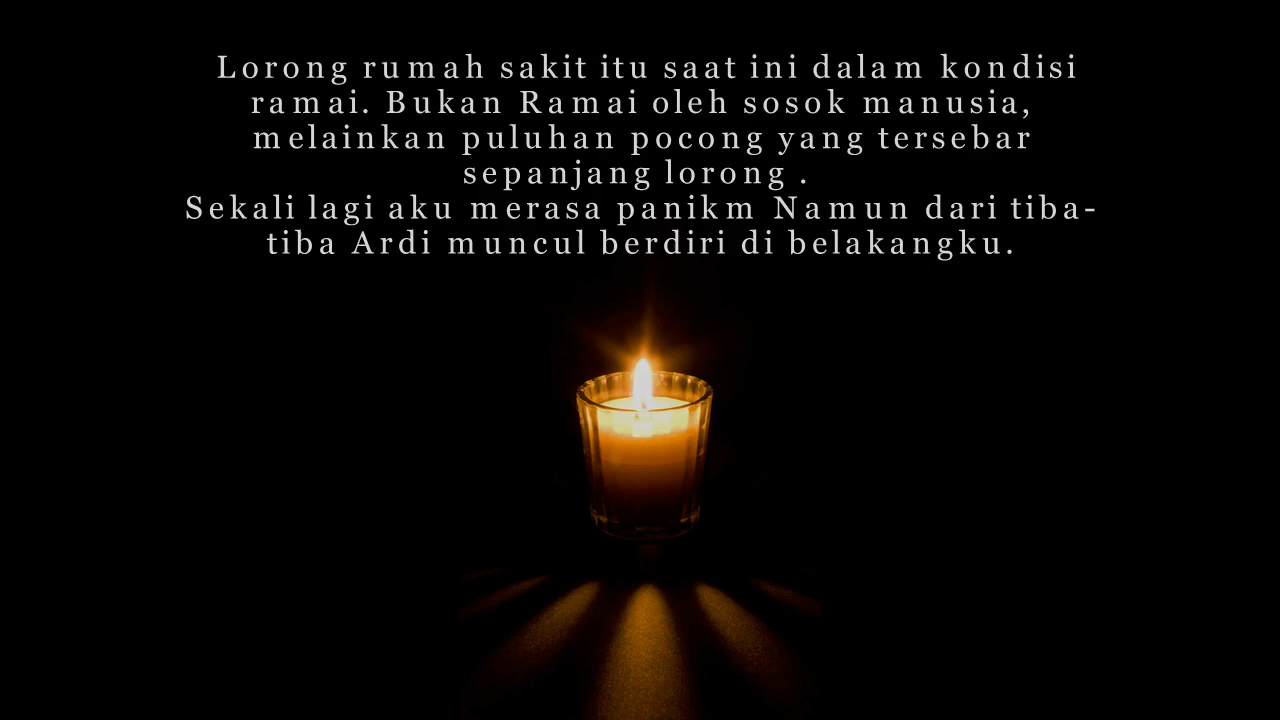 Lorong rumah sakit itu saat ini dalam kondisi
ramai. Bukan Ramai oleh sosok manusia,
melainkan puluhan pocong yang tersebar
sepanjang lorong .
Sekali lagi aku merasa panikm Namun dari tiba-
tiba Ardi muncul berdiri di belakangku.